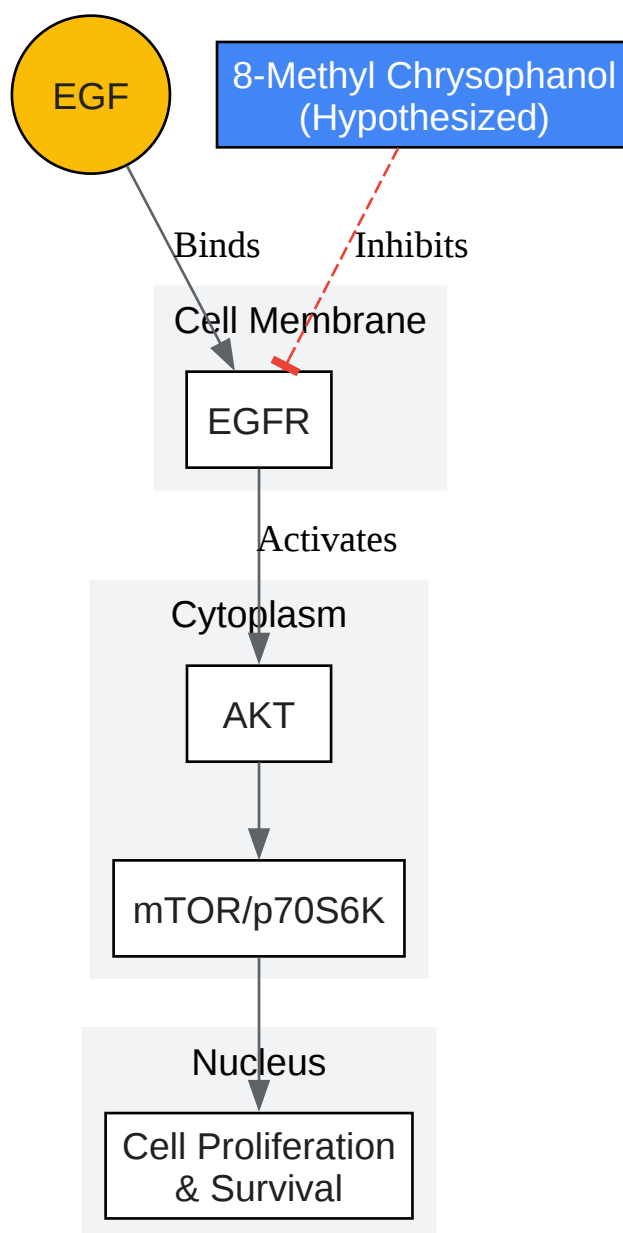 EGF
8-Methyl Chrysophanol
(Hypothesized)
Binds
Inhibits
Cell Membrane
EGFR
Activates
Cytoplasm
AKT
mTOR/p70S6K
Nucleus
Cell Proliferation
& Survival